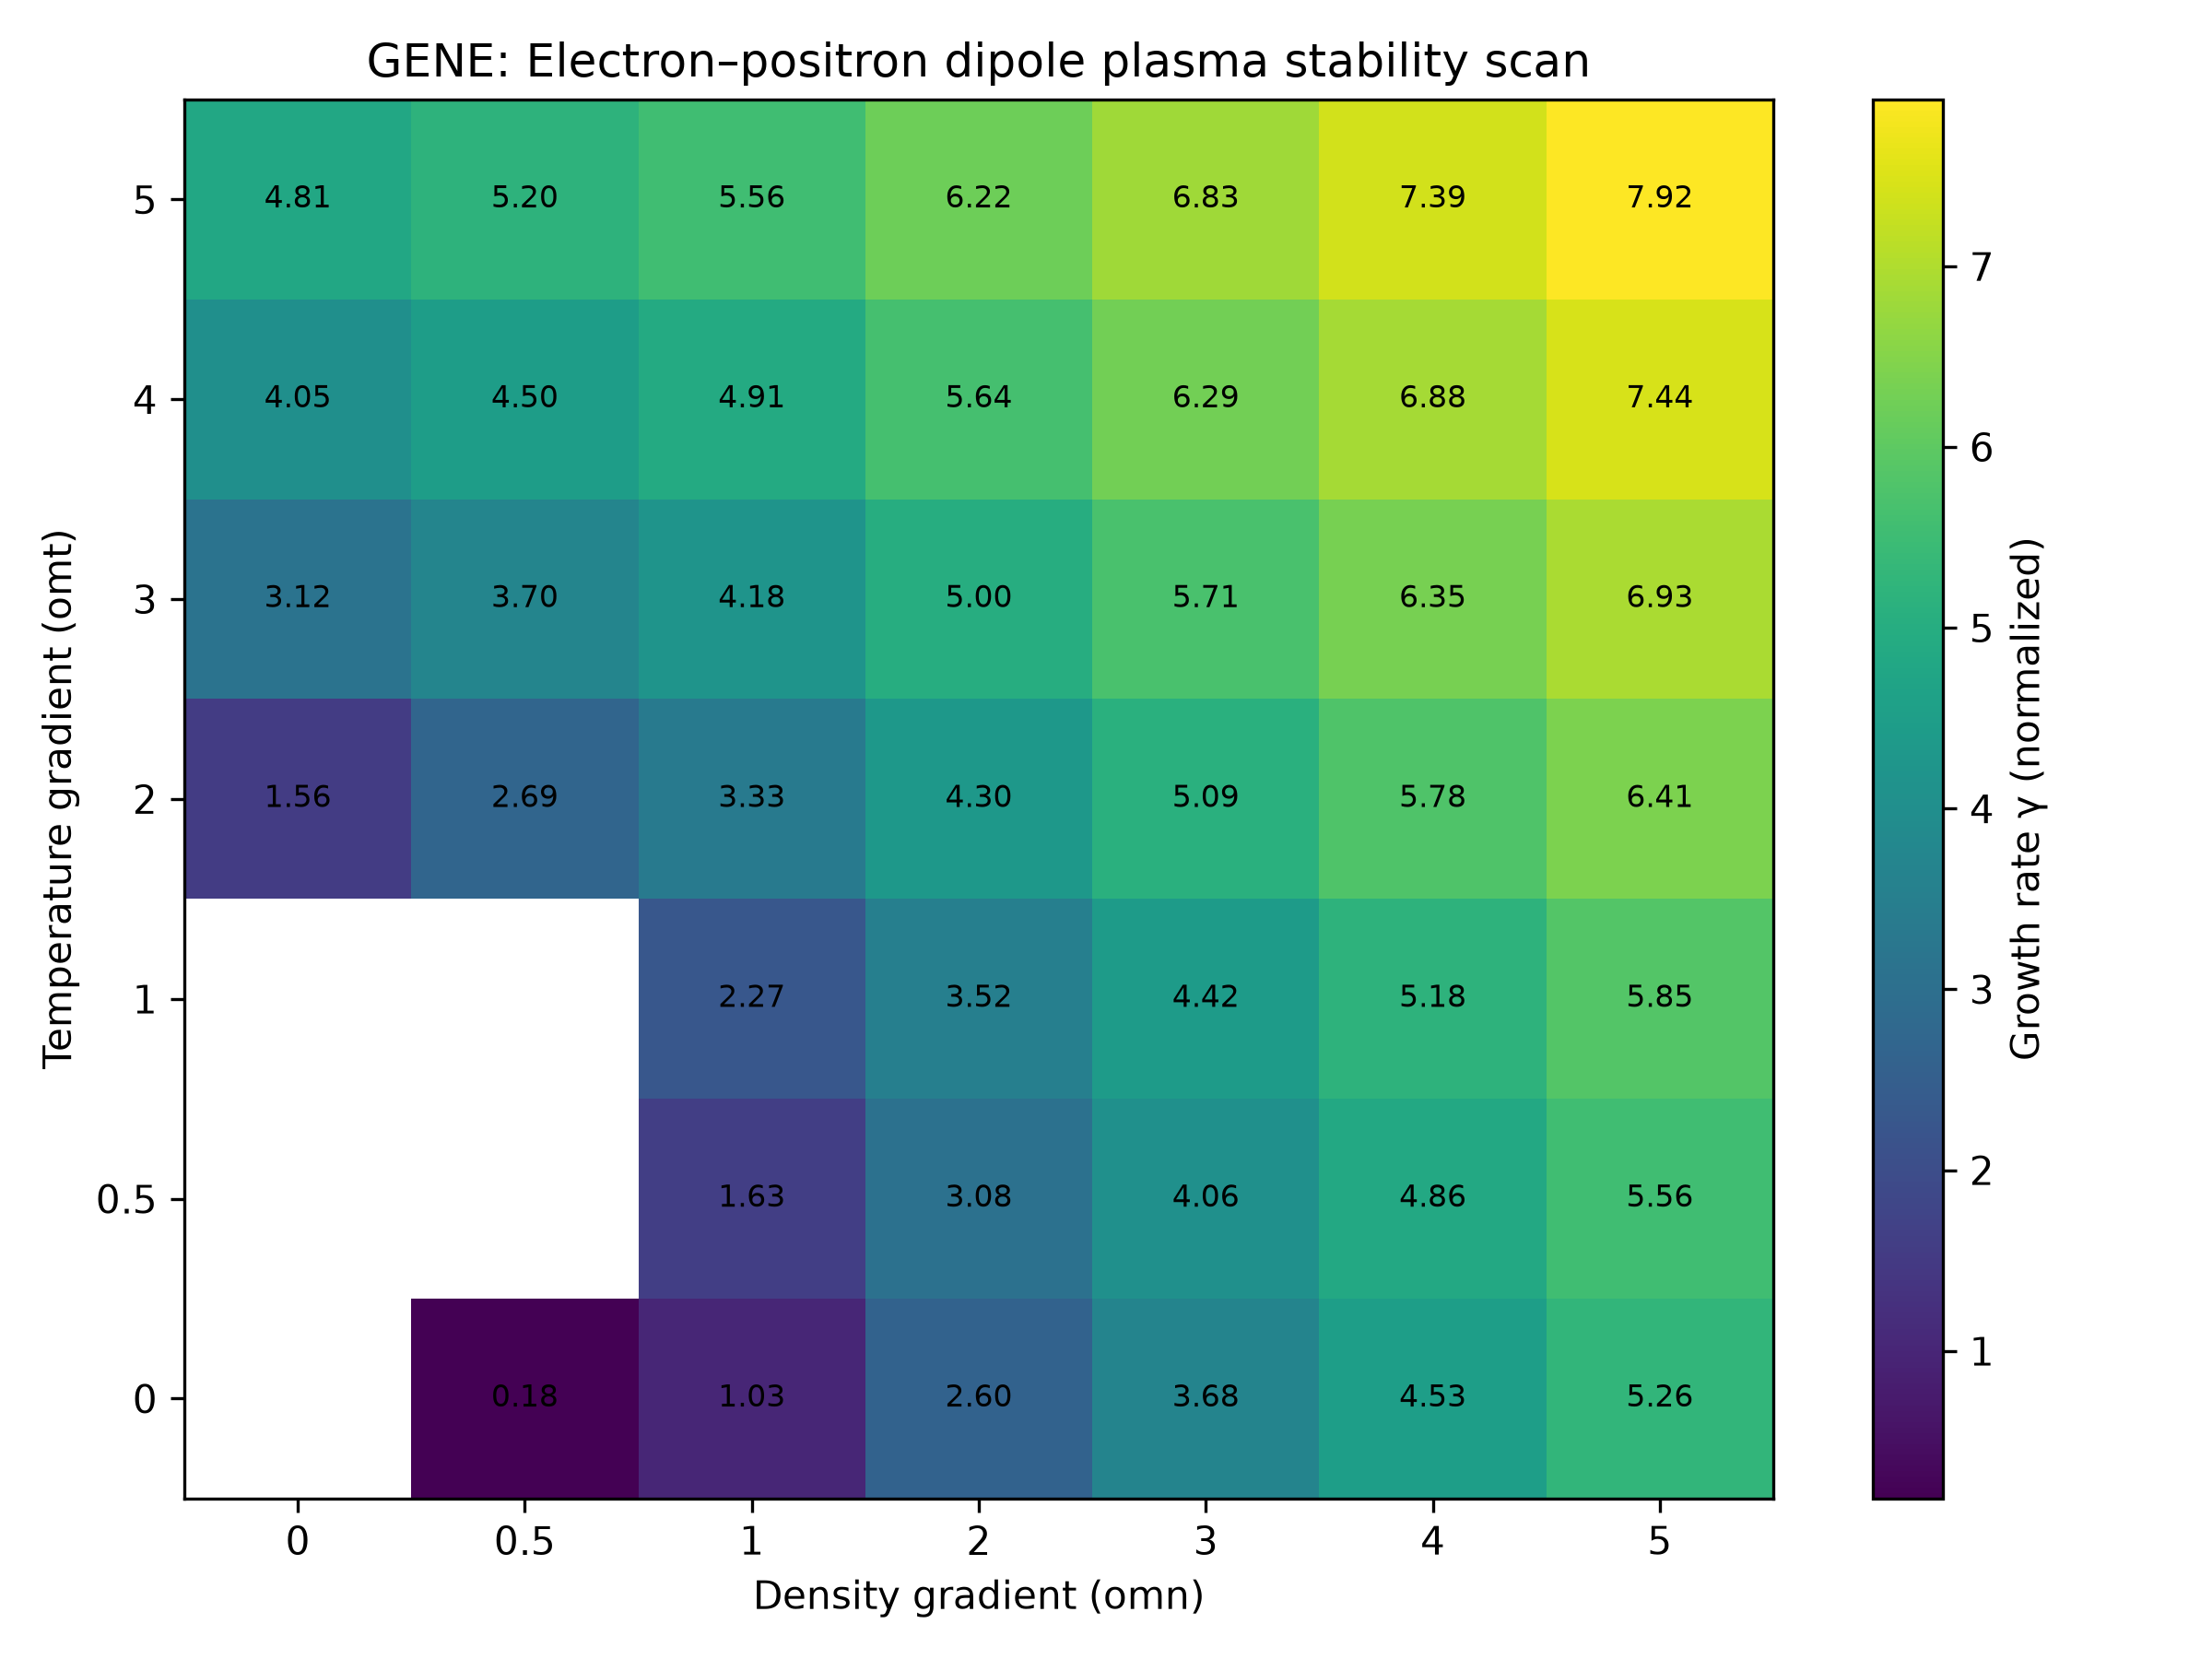 GENE: Electron–positron dipole plasma stability scan
Temperature gradient (omt)
5 4.81 5.20 5.56 6.22 6.83 7.39 7.92
4 4.05 4.50 4.91 5.64 6.29 6.88 7.44
3 3.12 3.70 4.18 5.00 5.71 6.35 6.93
2 1.56 2.69 3.33 4.30 5.09 5.78 6.41
1 2.27 3.52 4.42 5.18 5.85
0.5 1.63 3.08 4.06 4.86 5.56
0 0.18 1.03 2.60 3.68 4.53 5.26
0 0.5 1 2 3 4 5
Density gradient (omn)
7
6
5
4
3
2
1
Growth rate γ (normalized)